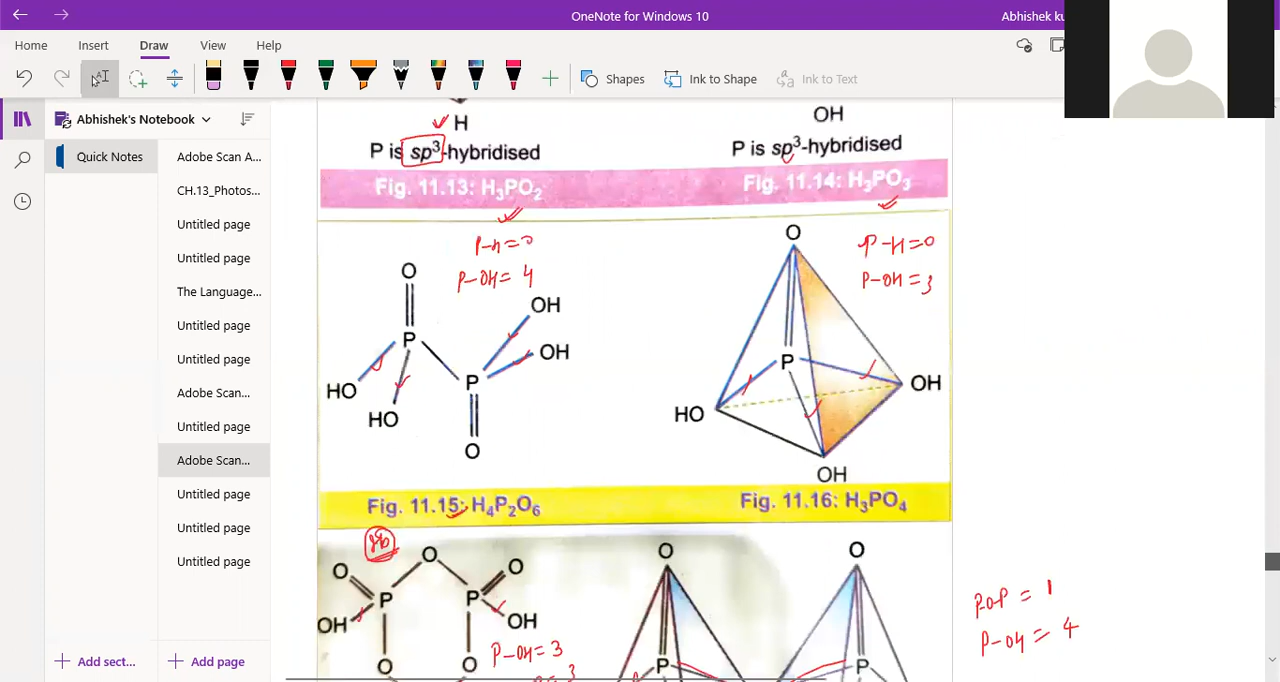 OneNote for Windows 10
Abhishek ku
Home Insert Draw View Help
Shapes Ink to Shape Ink to Text
Abhishek's Notebook
Quick Notes
Adobe Scan A...
CH.13_Photos...
Untitled page
Untitled page
The Language...
Untitled page
Untitled page
Adobe Scan...
Untitled page
Adobe Scan...
Untitled page
Untitled page
Untitled page
Add sect...
Add page
H
P is sp³-hybridised
Fig. 11.13: H₃PO₂
OH
P is sp³-hybridised
Fig. 11.14: H₃PO₃
P-H=0
P-OH= 4
O
P
OH
OH
P
HO
HO
O
Fig. 11.15: H₄P₂O₆
P-H=0
P-OH=3
O
P
HO
OH
OH
Fig. 11.16: H₃PO₄
O
O
O
P
P
OH
OH
O
O
P-OH= 3
O
O
P
P
POP = 1
P-OH = 4